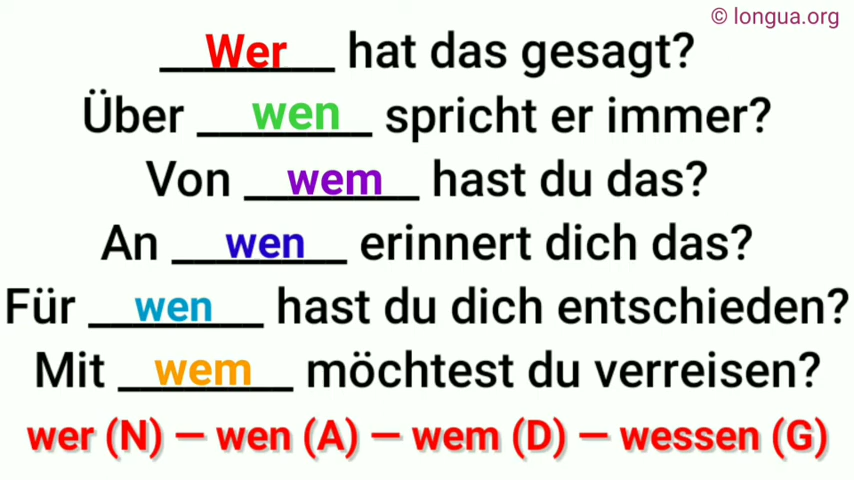 © longua.org
Wer hat das gesagt?
Über wen spricht er immer?
Von wem hast du das?
An wen erinnert dich das?
Für wen hast du dich entschieden?
Mit wem möchtest du verreisen?
wer (N) — wen (A) — wem (D) — wessen (G)